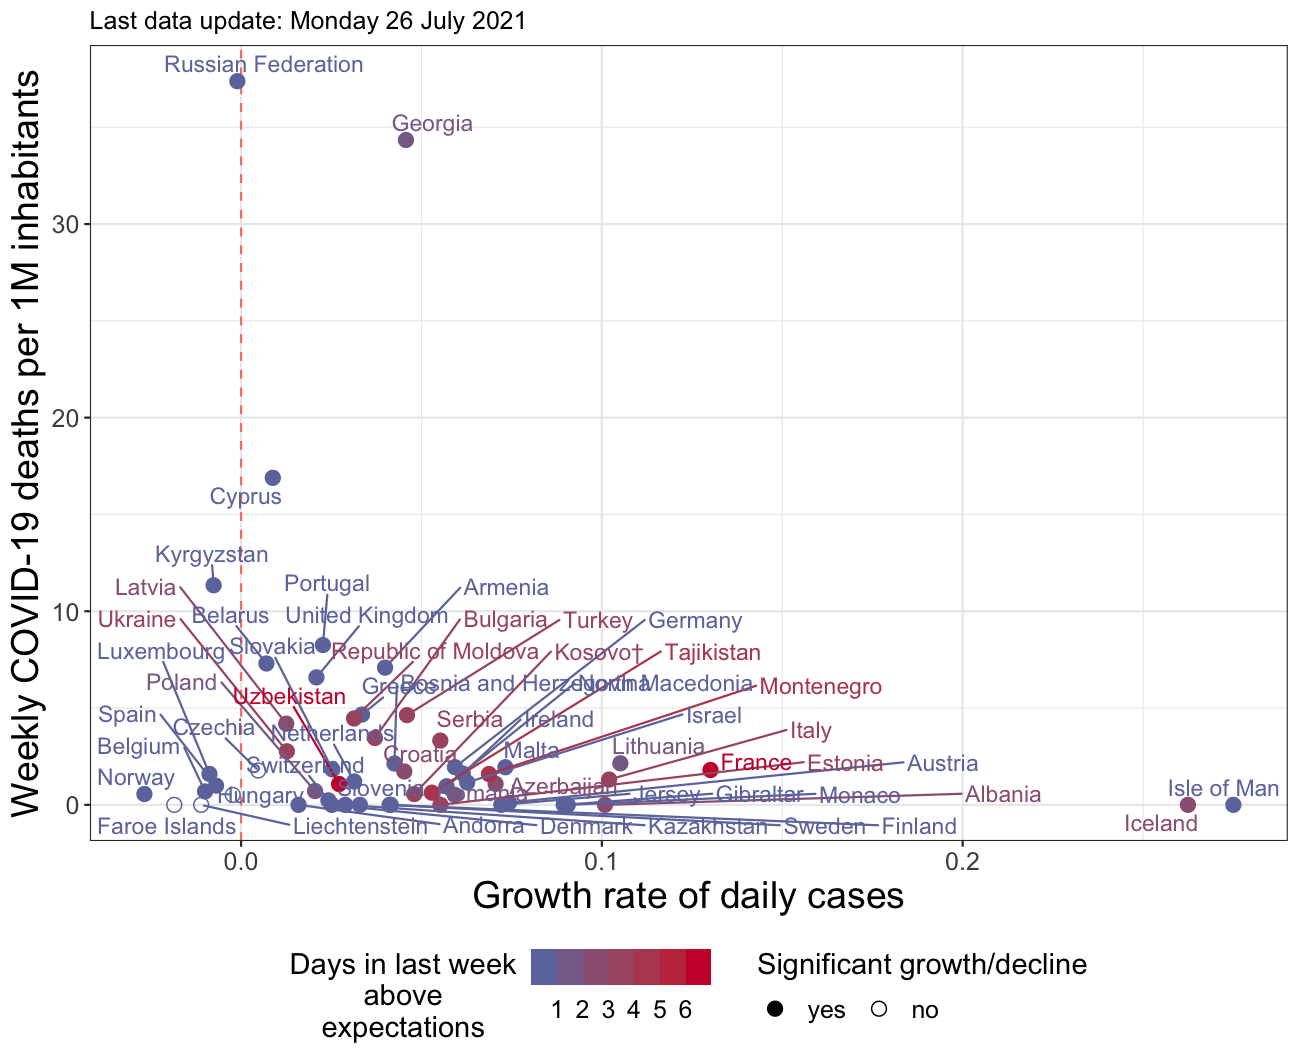 Last data update: Monday 26 July 2021
Weekly COVID-19 deaths per 1M inhabitants
30
20
10
0
Russian Federation
Georgia
Cyprus
Kyrgyzstan
Latvia
Portugal
Armenia
Ukraine
Belarus
United Kingdom
Bulgaria
Turkey
Germany
Luxembourg
Slovakia
Republic of Moldova
Kosovo†
Tajikistan
Poland
Uzbekistan
Greece
Bosnia and Herzegovina
North Macedonia
Montenegro
Spain
Czechia
Netherlands
Serbia
Ireland
Israel
Italy
Belgium
Switzerland
Croatia
Malta
Lithuania
France
Estonia
Austria
Norway
Hungary
Slovenia
Romania
Azerbaijan
Jersey
Gibraltar
Monaco
Albania
Isle of Man
Faroe Islands
Liechtenstein
Andorra
Denmark
Kazakhstan
Sweden
Finland
Iceland
0.0
0.1
0.2
Growth rate of daily cases
Days in last week
above
expectations
1 2 3 4 5 6
Significant growth/decline
yes
no